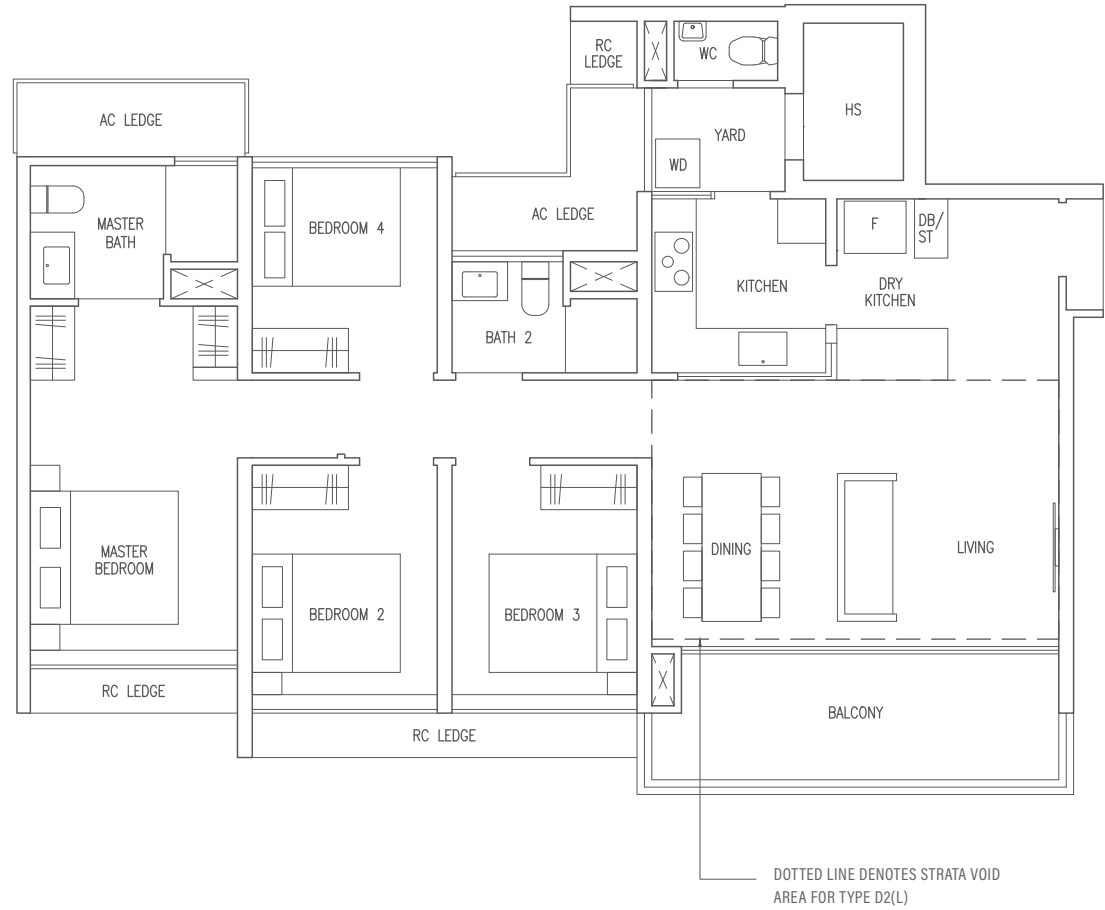 RC
LEDGE
WC
HS
AC LEDGE
YARD
WD
MASTER
BATH
BEDROOM 4
AC LEDGE
F
DB/
ST
KITCHEN
DRY
KITCHEN
BATH 2
MASTER
BEDROOM
DINING
LIVING
BEDROOM 2
BEDROOM 3
RC LEDGE
BALCONY
RC LEDGE
DOTTED LINE DENOTES STRATA VOID
AREA FOR TYPE D2(L)